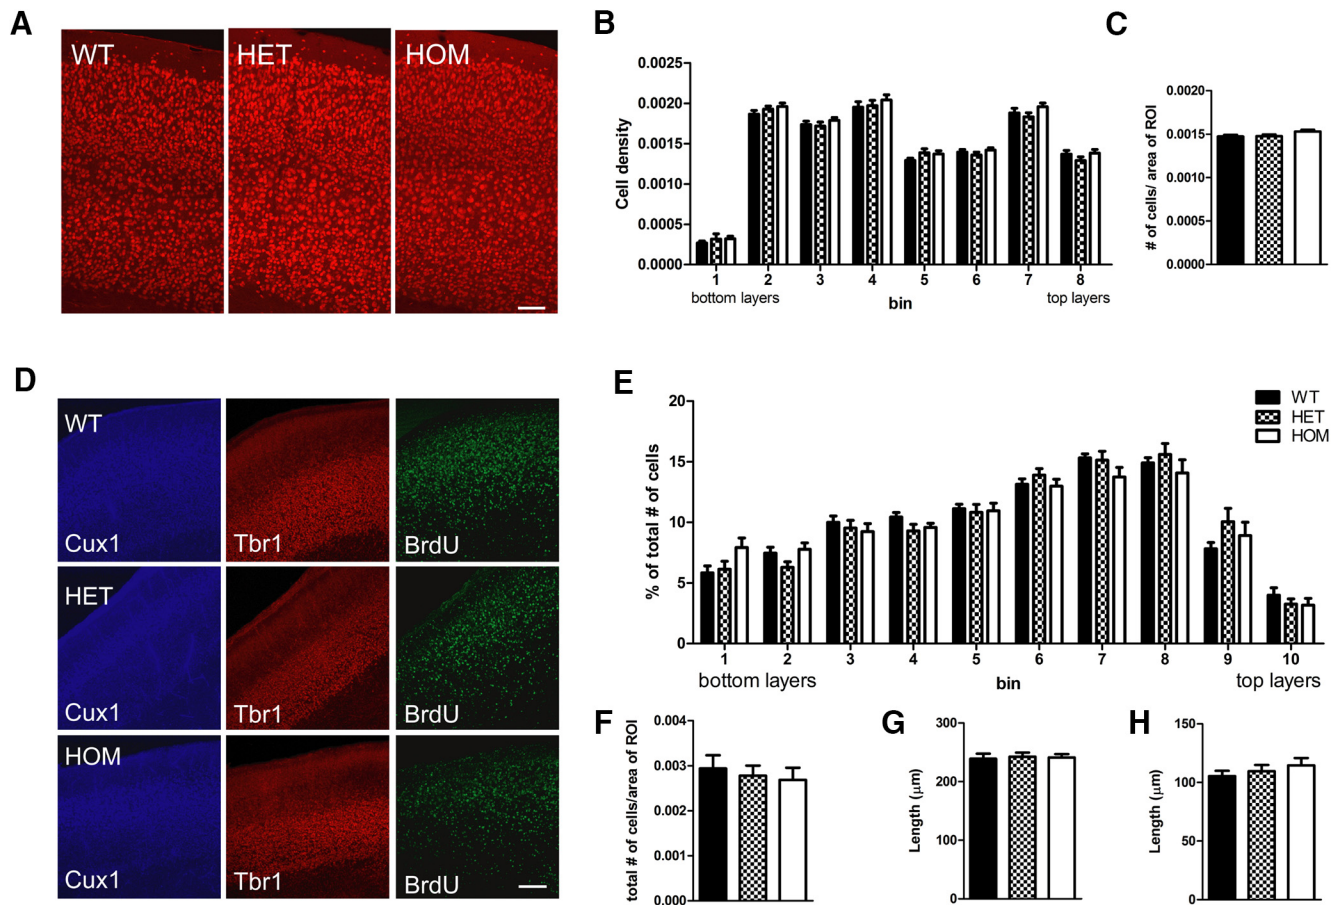 A
WT
HET
HOM
B
Cell density
0.0025
0.0020
0.0015
0.0010
0.0005
0.0000
1 2 3 4 5 6 7 8
bottom layers
bin
top layers
C
# of cells/ area of ROI
0.0020
0.0015
0.0010
0.0005
0.0000
D
WT
Cux1
Tbr1
BrdU
HET
Cux1
Tbr1
BrdU
HOM
Cux1
Tbr1
BrdU
E
% of total # of cells
20
15
10
5
0
1 2 3 4 5 6 7 8 9 10
bottom layers
bin
top layers
WT
HET
HOM
F
total # of cells/area of ROI
0.004
0.003
0.002
0.001
0.000
G
Length (μm)
300
200
100
0
H
Length (μm)
150
100
50
0